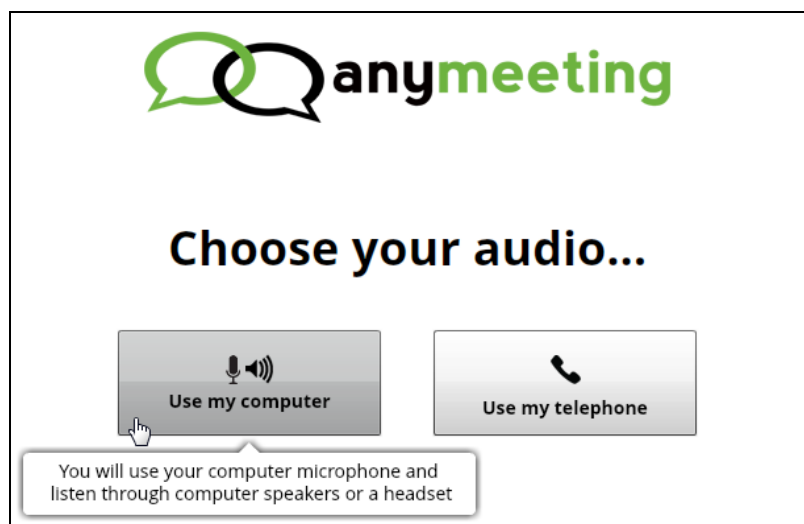 anymeeting
Choose your audio...
Use my computer
Use my telephone
You will use your computer microphone and
listen through computer speakers or a headset